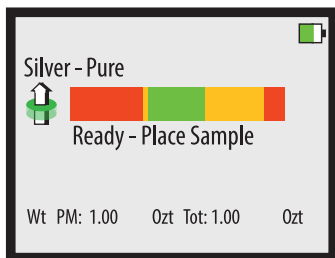 Silver - Pure
Ready - Place Sample
Wt PM: 1.00 Ozt Tot: 1.00 Ozt